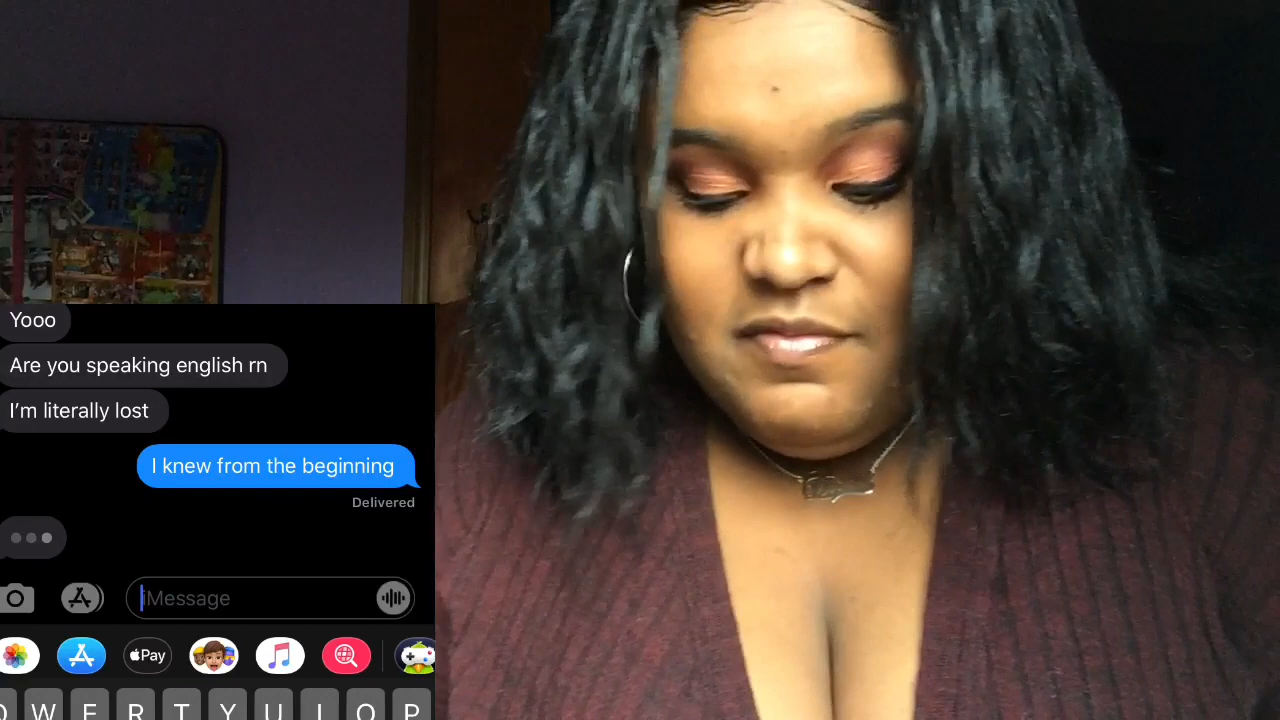 Yooo
Are you speaking english rn
I'm literally lost
I knew from the beginning
Delivered
iMessage
Pay
W E R T Y U I O P